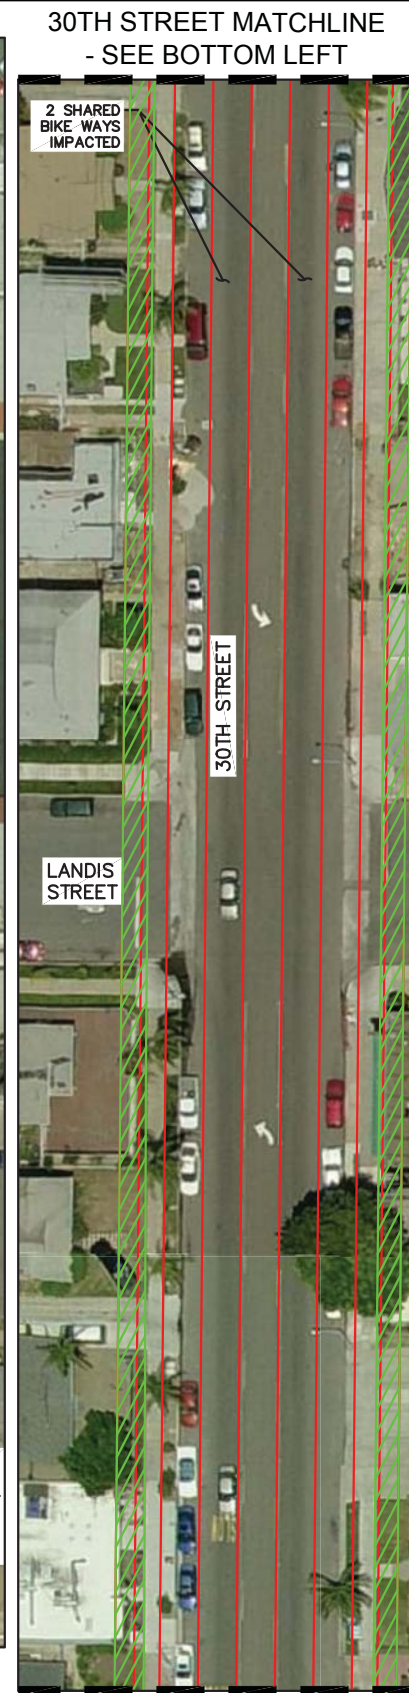 30TH STREET MATCHLINE
- SEE BOTTOM LEFT
2 SHARED
BIKE WAYS
IMPACTED
30TH STREET
LANDIS
STREET